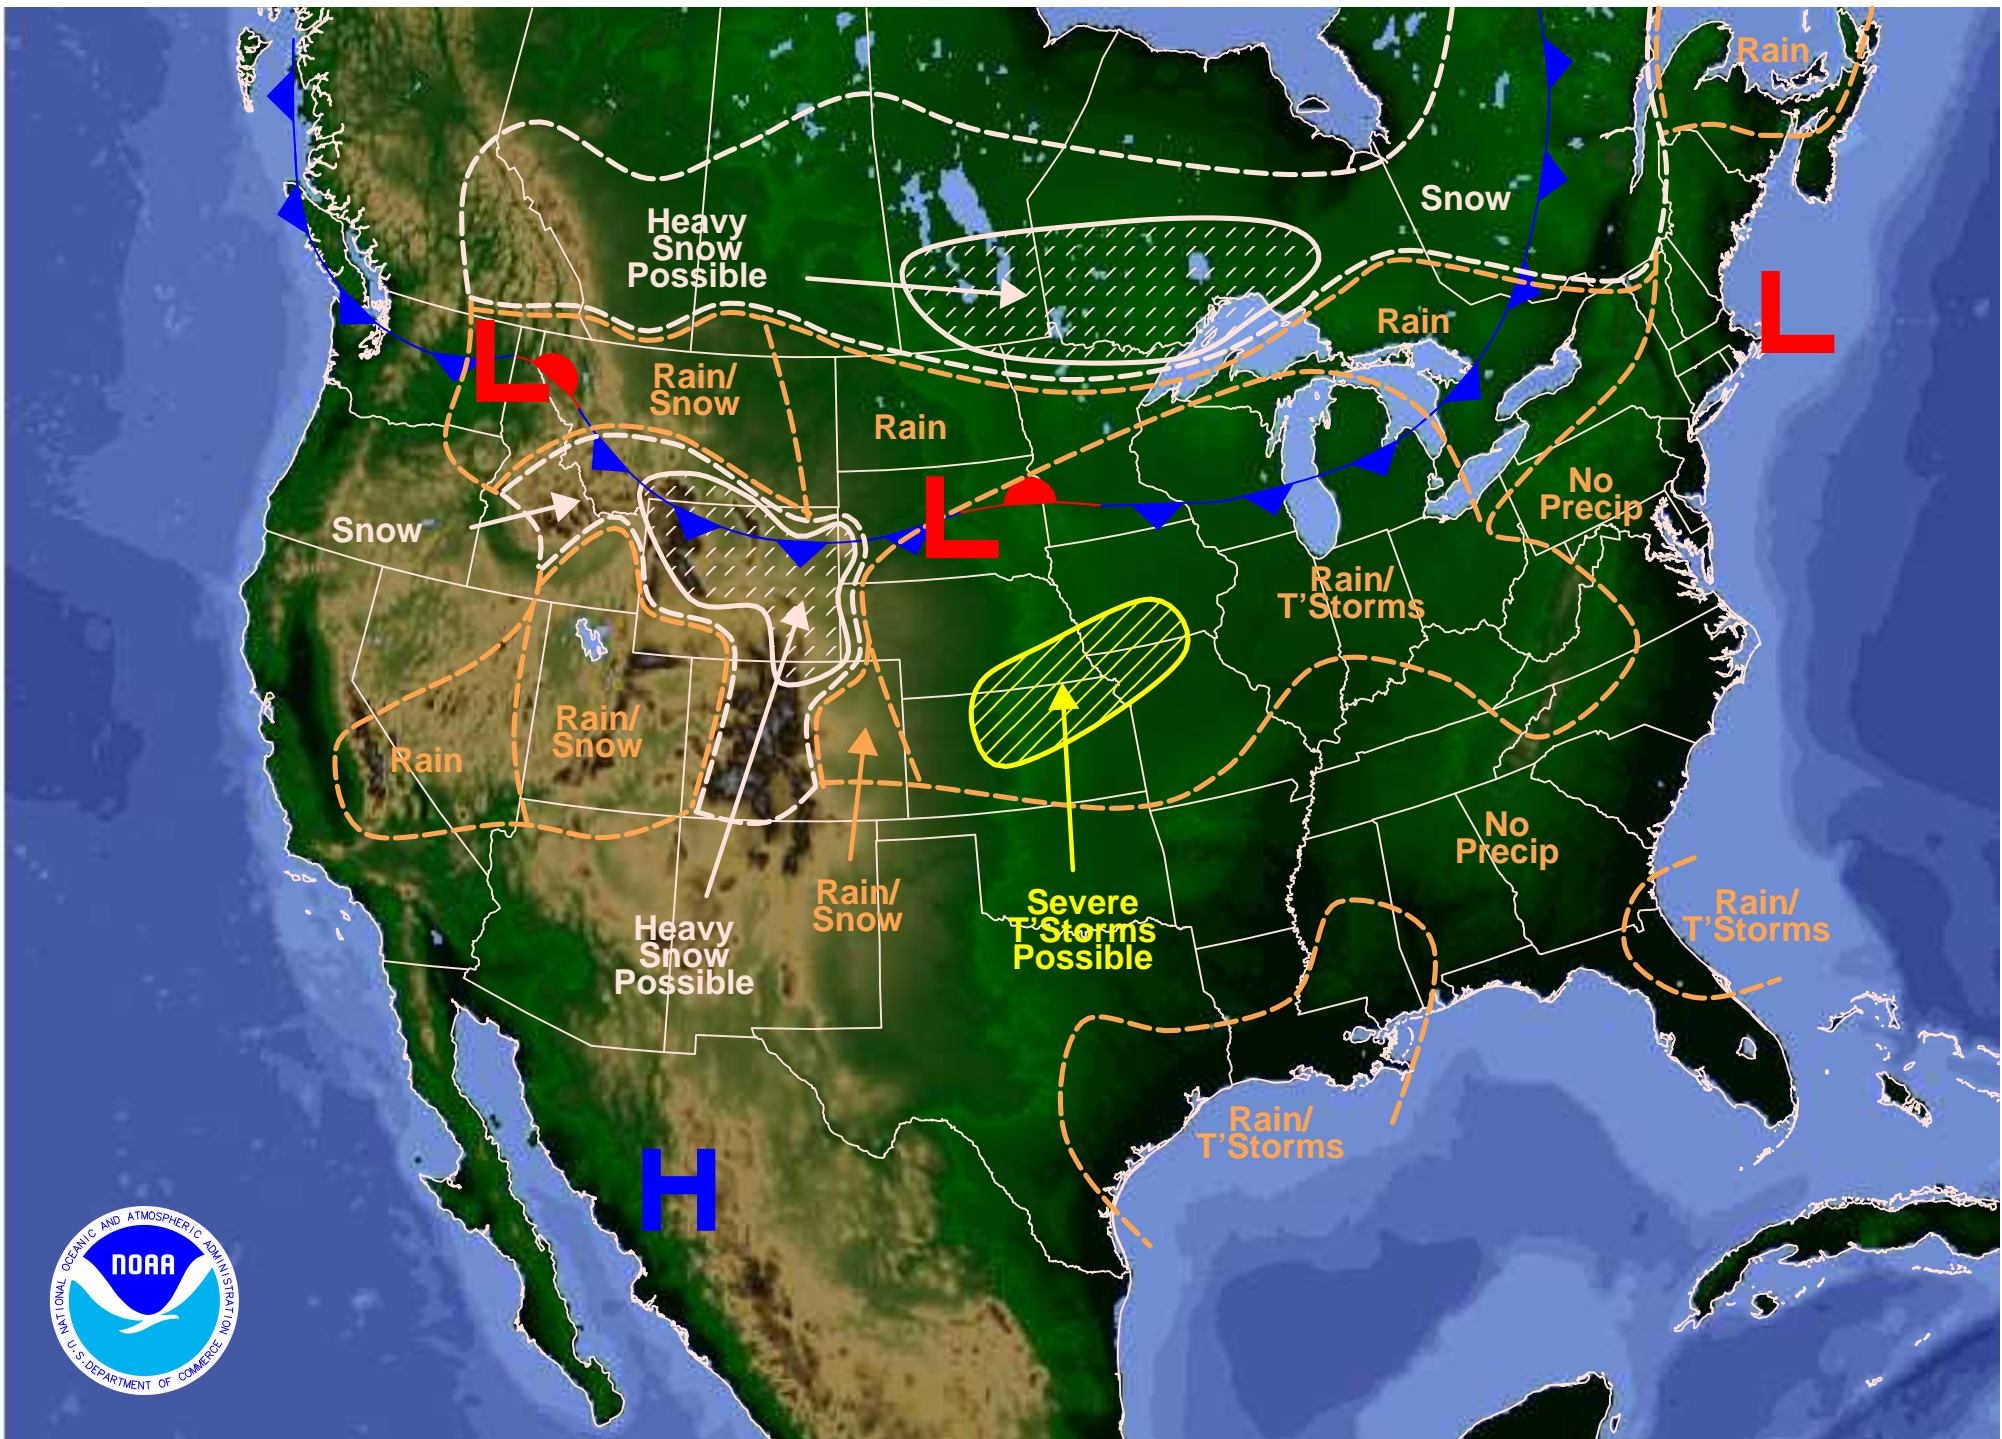 Rain
Snow
Heavy
Snow
Possible
Rain
L
L
Rain/
Snow
Rain
No
Precip
Snow
L
Rain/
T'Storms
Rain/
Snow
Rain
No
Precip
Rain/
Snow
Severe
T'Storms
Possible
Rain/
T'Storms
Heavy
Snow
Possible
Rain/
T'Storms
H
NATIONAL OCEANIC AND ATMOSPHERIC ADMINISTRATION
NOAA
U.S. DEPARTMENT OF COMMERCE